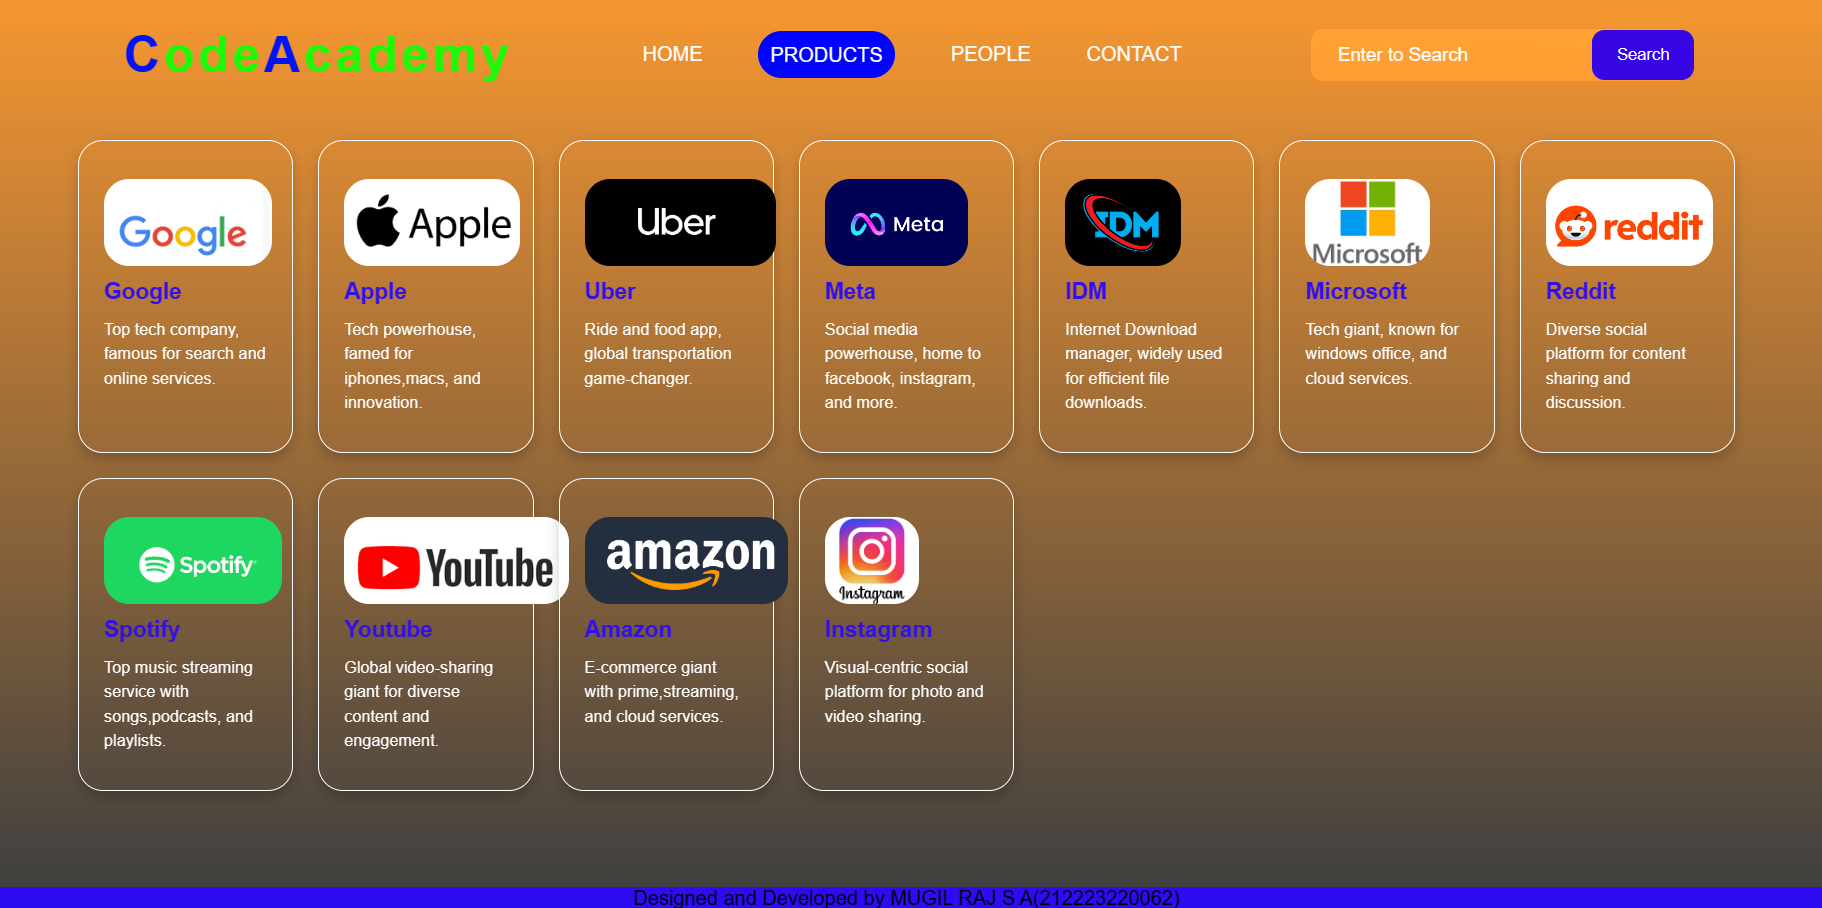 CodeAcademy
HOME
PRODUCTS
PEOPLE
CONTACT
Enter to Search
Search
Google
Google
Top tech company,
famous for search and
online services.
Apple
Apple
Tech powerhouse,
famed for
iphones,macs, and
innovation.
Uber
Uber
Ride and food app,
global transportation
game-changer.
Meta
Meta
Social media
powerhouse, home to
facebook, instagram,
and more.
IDM
IDM
Internet Download
manager, widely used
for efficient file
downloads.
Microsoft
Microsoft
Tech giant, known for
windows office, and
cloud services.
reddit
Reddit
Diverse social
platform for content
sharing and
discussion.
Spotify
Spotify
Top music streaming
service with
songs,podcasts, and
playlists.
YouTube
Youtube
Global video-sharing
giant for diverse
content and
engagement.
amazon
Amazon
E-commerce giant
with prime,streaming,
and cloud services.
Instagram
Instagram
Visual-centric social
platform for photo and
video sharing.
Designed and Developed by MUGIL RAJ S A(212223220062)